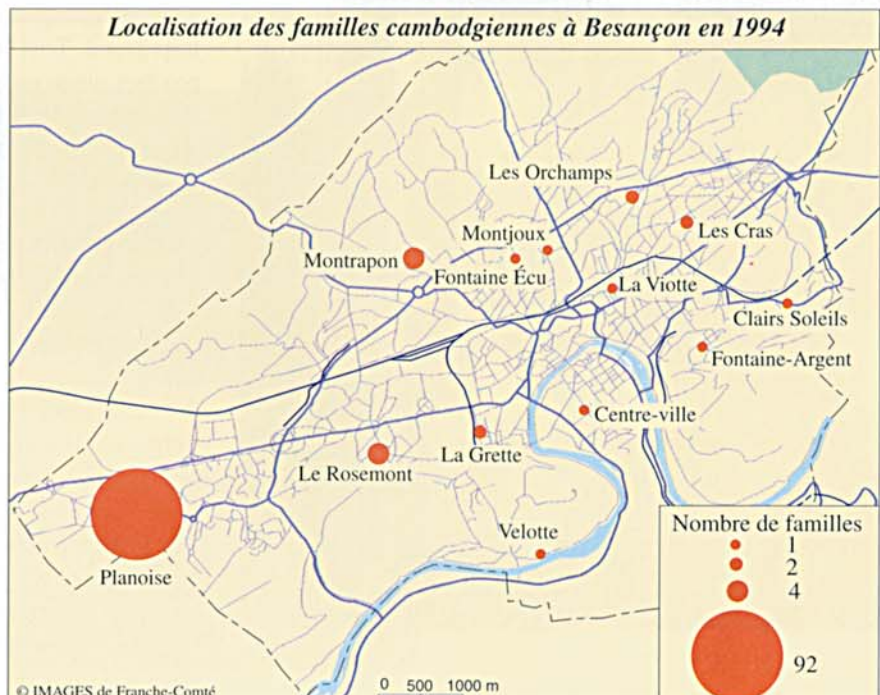 Localisation des familles cambodgiennes à Besançon en 1994
Les Orchamps
Les Cras
Montjoux
Montrapon
Fontaine Écu
La Viotte
Clairs Soleils
Fontaine-Argent
Centre-ville
La Grette
Le Rosemont
Velotte
Planoise
Nombre de familles
1
2
4
92
0 500 1000 m
© IMAGES de Franche-Comté